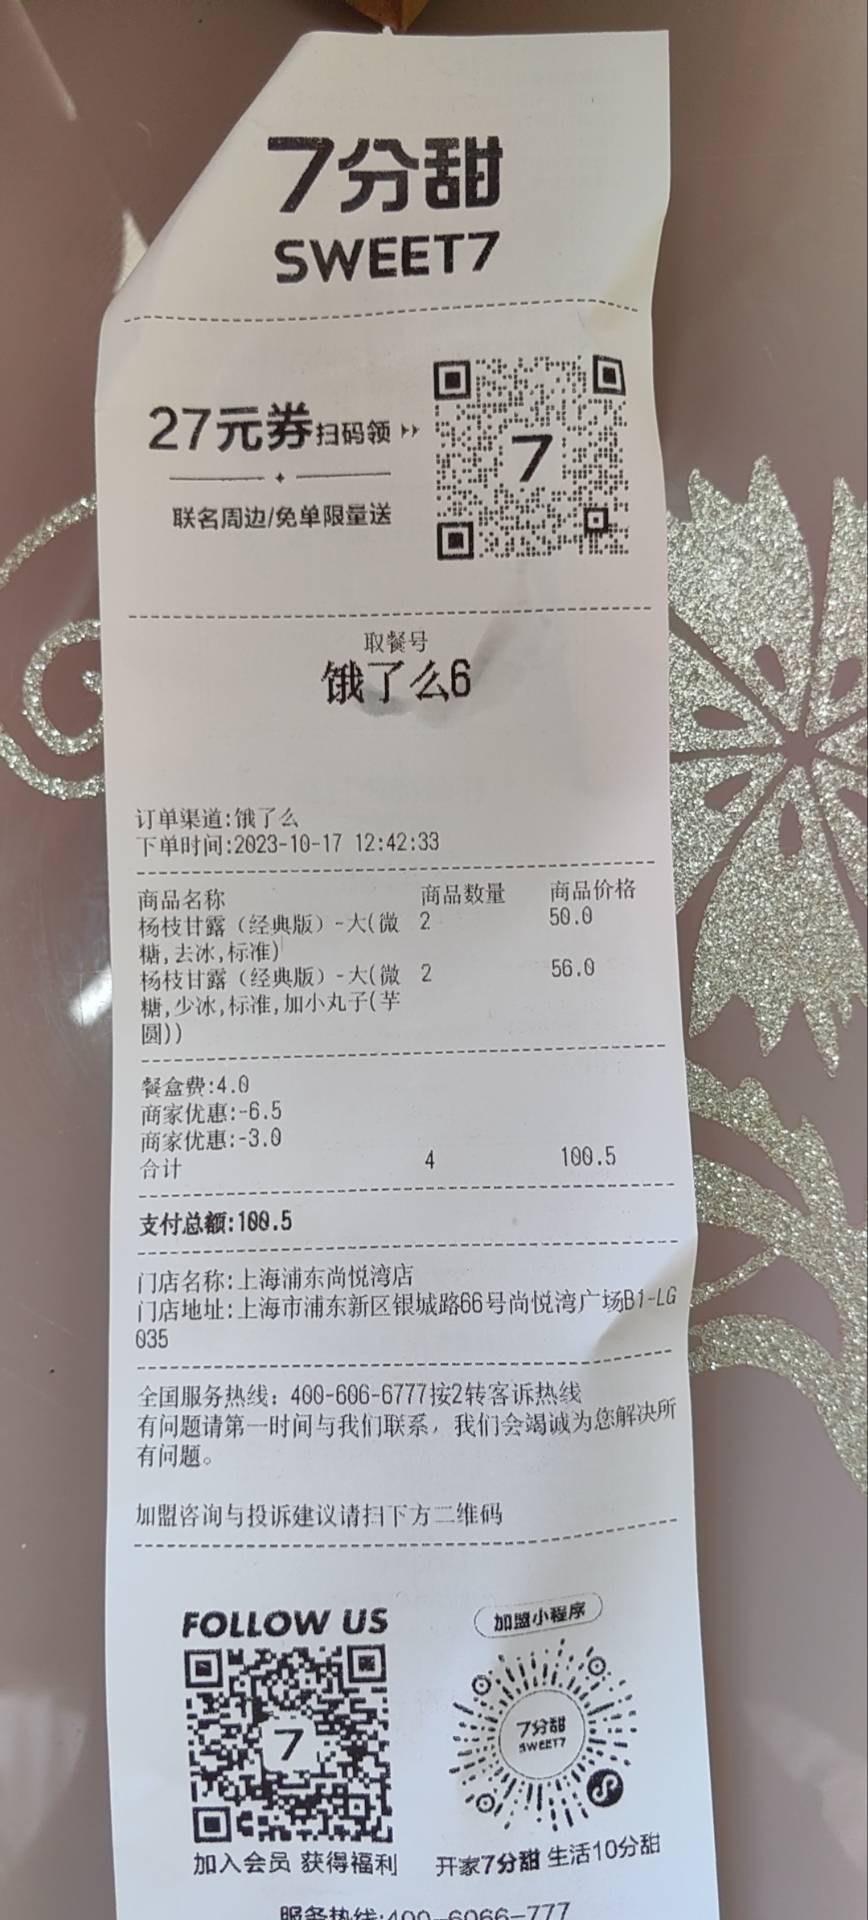 7分甜
SWEET7
27元券扫码领
联名周边/免单限量送
7
取餐号
饿了么6
订单渠道:饿了么
下单时间:2023-10-17 12:42:33
商品名称 商品数量 商品价格
杨枝甘露（经典版）-大(微 2 50.0
糖,去冰,标准)
杨枝甘露（经典版）-大(微 2 56.0
糖,少冰,标准,加小丸子(芋
圆))
餐盒费:4.0
商家优惠:-6.5
商家优惠:-3.0
合计 4 100.5
支付总额:100.5
门店名称:上海浦东尚悦湾店
门店地址:上海市浦东新区银城路66号尚悦湾广场B1-LG
035
全国服务热线：400-606-6777按2转客诉热线
有问题请第一时间与我们联系，我们会竭诚为您解决所
有问题。
加盟咨询与投诉建议请扫下方二维码
FOLLOW US
加盟小程序
7
7分甜
SWEET7
加入会员 获得福利
开家7分甜 生活10分甜
服务热线:400-6066-777